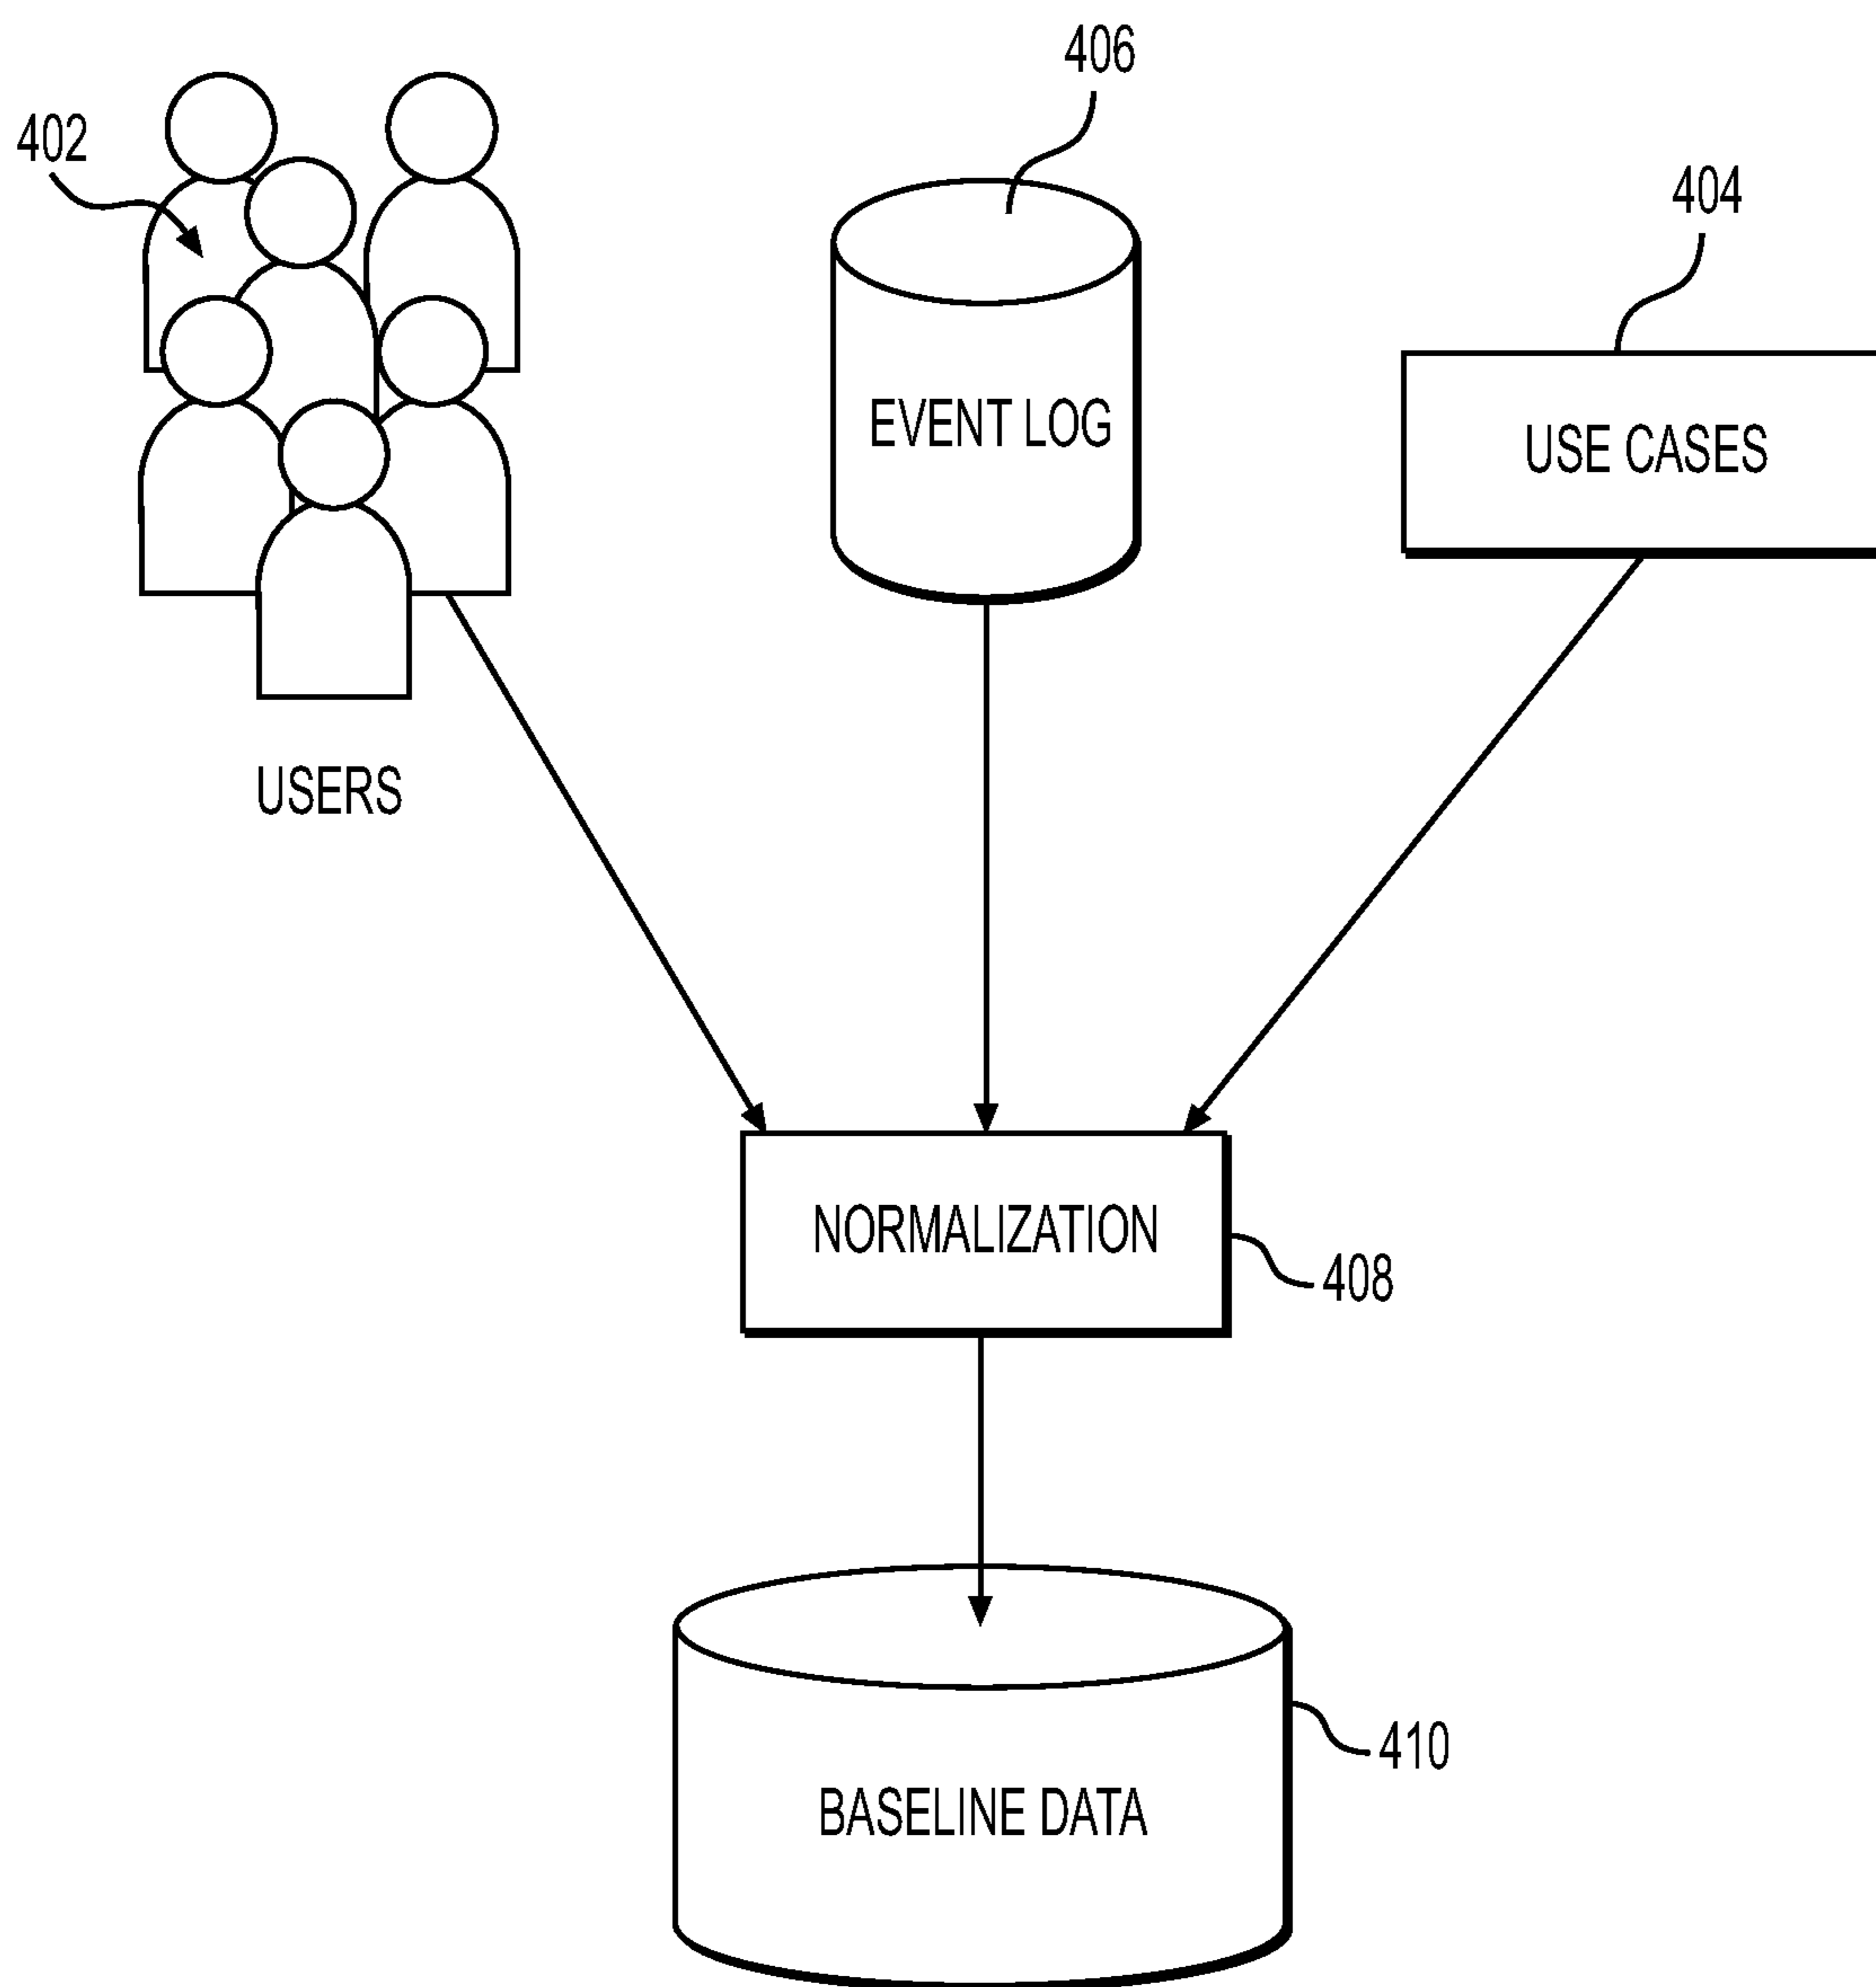 406
402
404
EVENT LOG
USE CASES
USERS
NORMALIZATION
408
410
BASELINE DATA